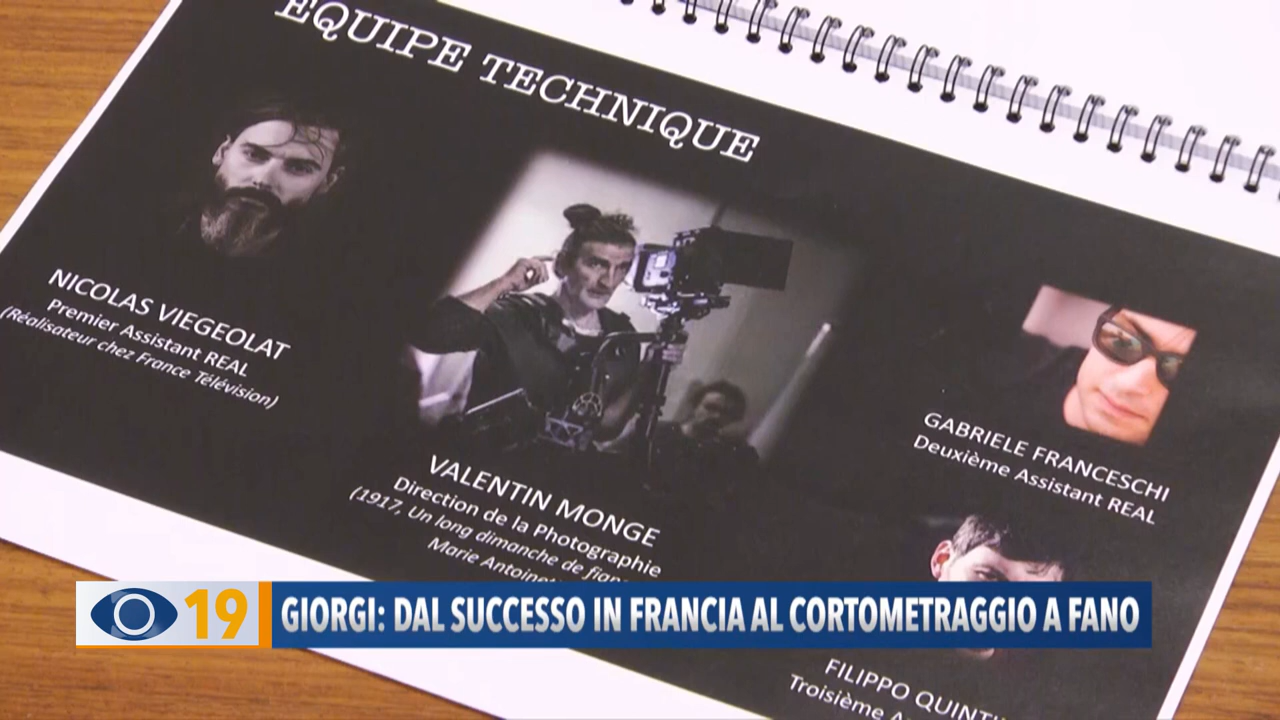 EQUIPE TECHNIQUE
NICOLAS VIEGEOLAT
Premier Assistant REAL
(Réalisateur chez France Télévision)
VALENTIN MONGE
Direction de la Photographie
(1917, Un long dimanche de
Marie
GABRIELE FRANCESCHI
Deuxième Assistant REAL
FILIPPO
Troisième
19
GIORGI: DAL SUCCESSO IN FRANCIA AL CORTOMETRAGGIO A FANO